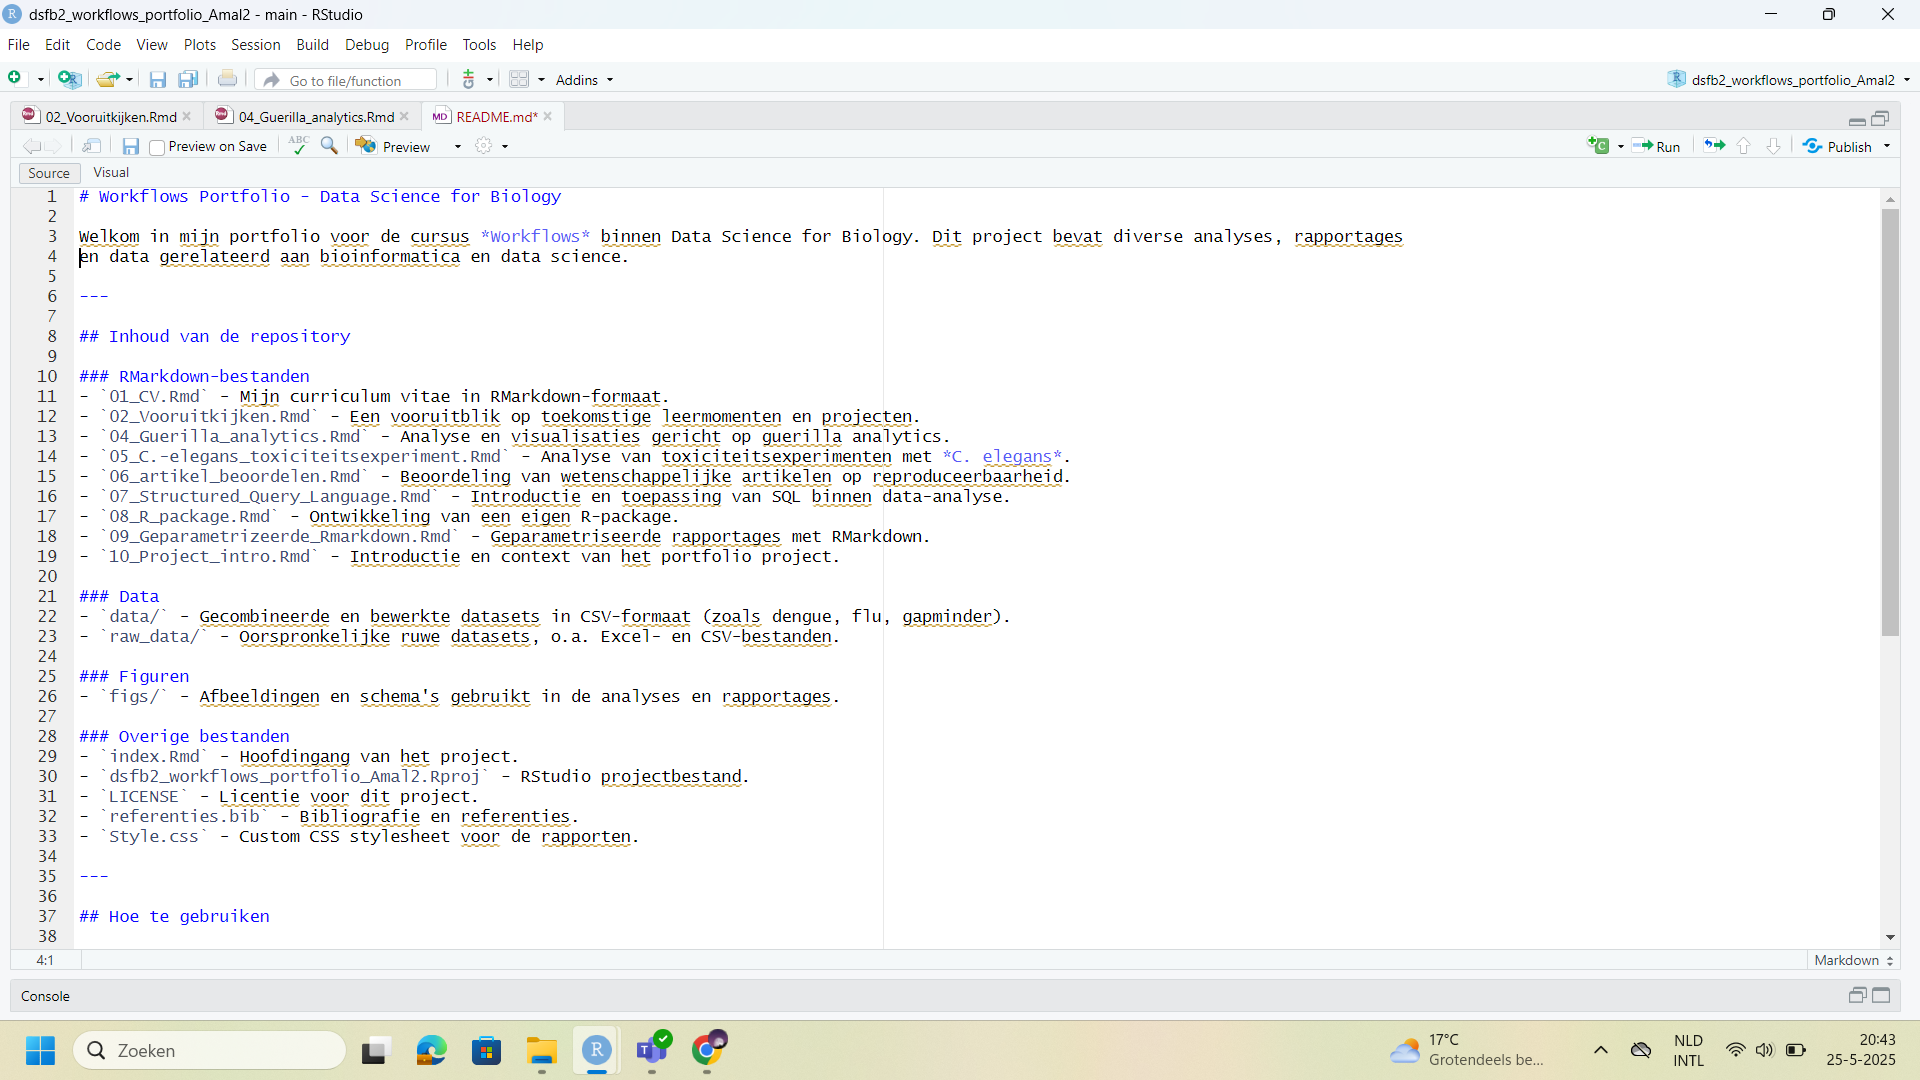 dsfb2_workflows_portfolio_Amal2 - main - RStudio
File Edit Code View Plots Session Build Debug Profile Tools Help
Go to file/function Addins dsfb2_workflows_portfolio_Amal2
02_Vooruitkijken.Rmd 04_Guerilla_analytics.Rmd MD README.md*
Preview on Save ABC Preview Run Publish
Source Visual
1 # Workflows Portfolio - Data Science for Biology
2
3 Welkom in mijn portfolio voor de cursus *Workflows* binnen Data Science for Biology. Dit project bevat diverse analyses, rapportages
4 en data gerelateerd aan bioinformatica en data science.
5
6 ---
7
8 ## Inhoud van de repository
9
10 ### RMarkdown-bestanden
11 - `01_CV.Rmd` - Mijn curriculum vitae in RMarkdown-formaat.
12 - `02_Vooruitkijken.Rmd` - Een vooruitblik op toekomstige leermomenten en projecten.
13 - `04_Guerilla_analytics.Rmd` - Analyse en visualisaties gericht op guerilla analytics.
14 - `05_C.-elegans_toxiciteitsexperiment.Rmd` - Analyse van toxiciteitsexperimenten met *C. elegans*.
15 - `06_artikel_beoordelen.Rmd` - Beoordeling van wetenschappelijke artikelen op reproduceerbaarheid.
16 - `07_Structured_Query_Language.Rmd` - Introductie en toepassing van SQL binnen data-analyse.
17 - `08_R_package.Rmd` - Ontwikkeling van een eigen R-package.
18 - `09_Geparametrizeerde_Rmarkdown.Rmd` - Geparametriseerde rapportages met RMarkdown.
19 - `10_Project_intro.Rmd` - Introductie en context van het portfolio project.
20
21 ### Data
22 - `data/` - Gecombineerde en bewerkte datasets in CSV-formaat (zoals dengue, flu, gapminder).
23 - `raw_data/` - Oorspronkelijke ruwe datasets, o.a. Excel- en CSV-bestanden.
24
25 ### Figuren
26 - `figs/` - Afbeeldingen en schema's gebruikt in de analyses en rapportages.
27
28 ### Overige bestanden
29 - `index.Rmd` - Hoofdingang van het project.
30 - `dsfb2_workflows_portfolio_Amal2.Rproj` - RStudio projectbestand.
31 - `LICENSE` - Licentie voor dit project.
32 - `referenties.bib` - Bibliografie en referenties.
33 - `Style.css` - Custom CSS stylesheet voor de rapporten.
34
35 ---
36
37 ## Hoe te gebruiken
38
4:1 Markdown
Console
Zoeken
17°C
Grotendeels be...
NLD
INTL
20:43
25-5-2025